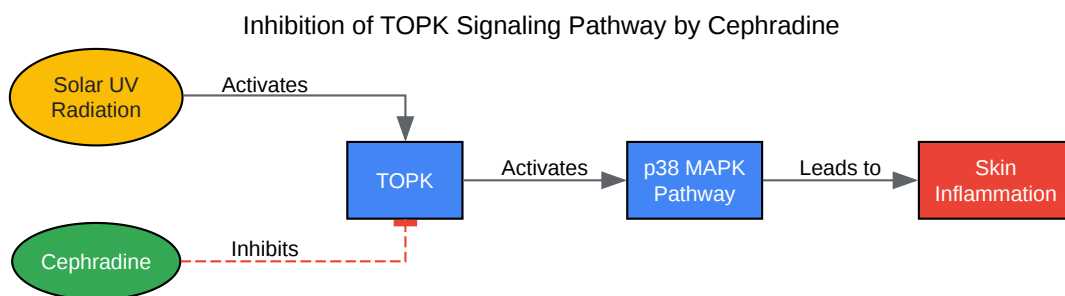 Inhibition of TOPK Signaling Pathway by Cephradine
Solar UV
Radiation
Activates
TOPK
Activates
p38 MAPK
Pathway
Leads to
Skin
Inflammation
Cephradine
Inhibits